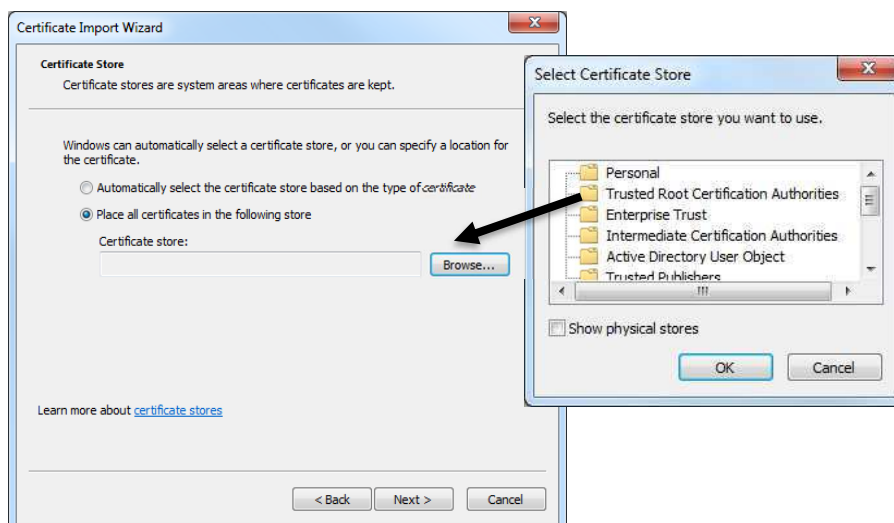 Certificate Import Wizard
Certificate Store
Certificate stores are system areas where certificates are kept.
Windows can automatically select a certificate store, or you can specify a location for
the certificate.
Automatically select the certificate store based on the type of certificate
Place all certificates in the following store
Certificate store:
Browse...
Learn more about certificate stores
< Back
Next >
Cancel
Select Certificate Store
Select the certificate store you want to use.
Personal
Trusted Root Certification Authorities
Enterprise Trust
Intermediate Certification Authorities
Active Directory User Object
Trusted Publishers
Show physical stores
OK
Cancel